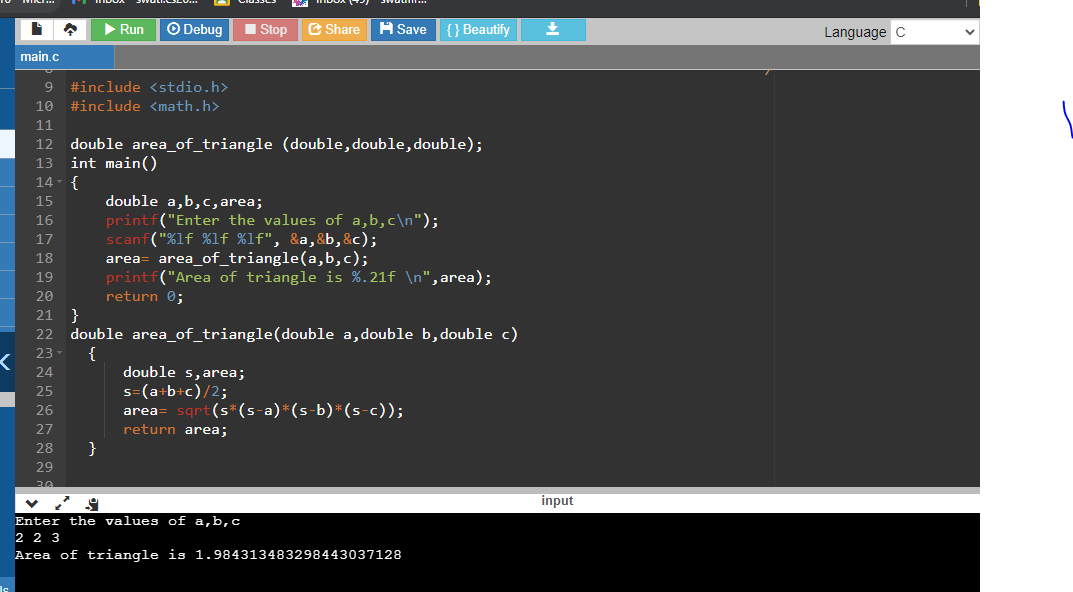 Run Debug Stop Share Save { } Beautify Language C
main.c
9 #include <stdio.h>
10 #include <math.h>
11
12 double area_of_triangle (double,double,double);
13 int main()
14 {
15 double a,b,c,area;
16 printf("Enter the values of a,b,c\n");
17 scanf("%lf %lf %lf", &a,&b,&c);
18 area= area_of_triangle(a,b,c);
19 printf("Area of triangle is %.21f \n",area);
20 return 0;
21 }
22 double area_of_triangle(double a,double b,double c)
23 {
24 double s,area;
25 s=(a+b+c)/2;
26 area= sqrt(s*(s-a)*(s-b)*(s-c));
27 return area;
28 }
29
input
Enter the values of a,b,c
2 2 3
Area of triangle is 1.984313483298443037128